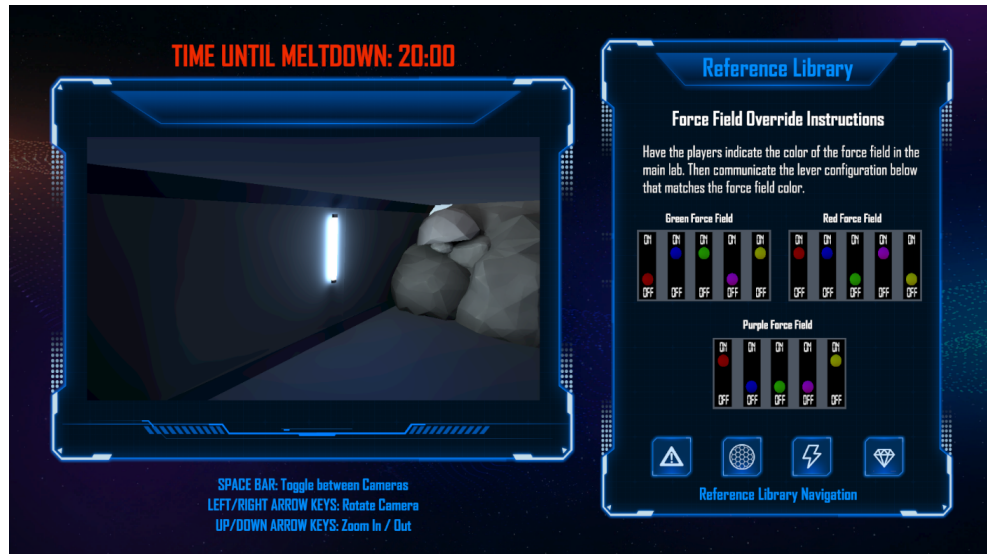 TIME UNTIL MELTDOWN: 20:00
SPACE BAR: Toggle between Cameras
LEFT/RIGHT ARROW KEYS: Rotate Camera
UP/DOWN ARROW KEYS: Zoom In / Out
Reference Library
Force Field Override Instructions
Have the players indicate the color of the force field in the
main lab. Then communicate the lever configuration below
that matches the force field color.
Green Force Field
ON ON ON ON ON
OFF OFF OFF OFF OFF
Red Force Field
ON ON ON ON ON
OFF OFF OFF OFF OFF
Purple Force Field
ON ON ON ON ON
OFF OFF OFF OFF OFF
Reference Library Navigation